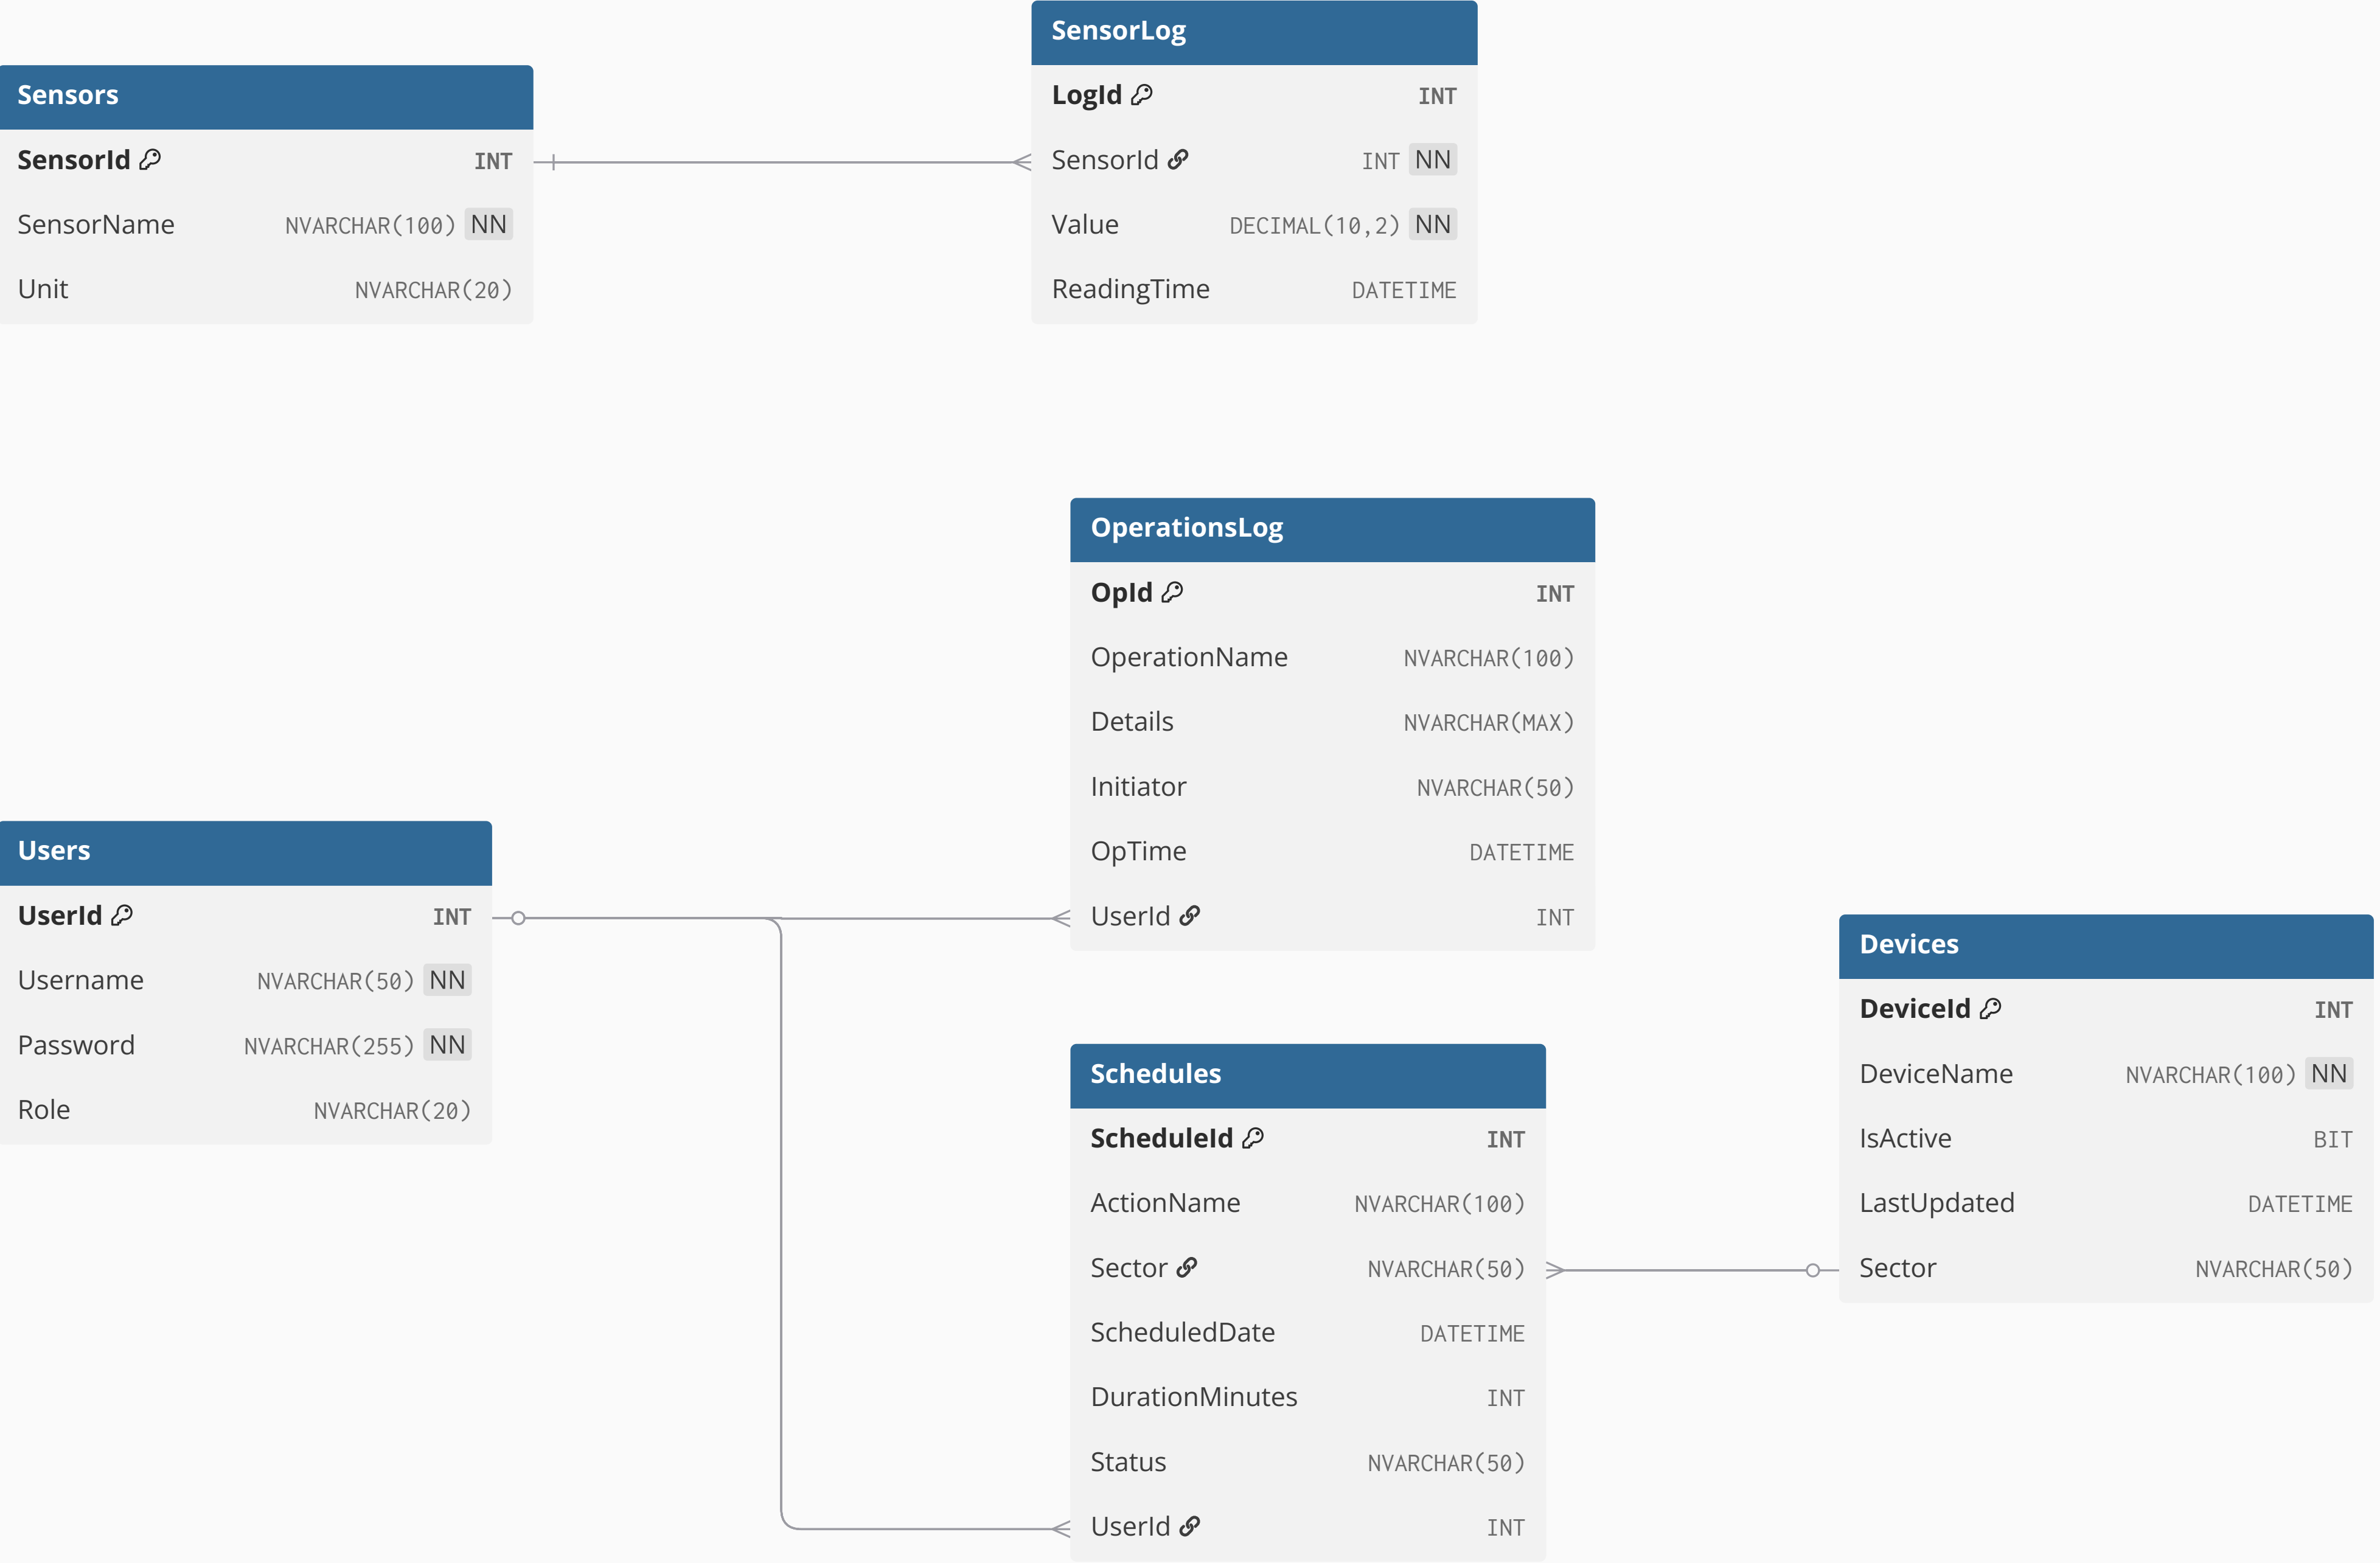 Sensors
SensorId INT
SensorName NVARCHAR(100) NN
Unit NVARCHAR(20)
SensorLog
LogId INT
SensorId INT NN
Value DECIMAL(10,2) NN
ReadingTime DATETIME
OperationsLog
OpId INT
OperationName NVARCHAR(100)
Details NVARCHAR(MAX)
Initiator NVARCHAR(50)
OpTime DATETIME
UserId INT
Users
UserId INT
Username NVARCHAR(50) NN
Password NVARCHAR(255) NN
Role NVARCHAR(20)
Schedules
ScheduleId INT
ActionName NVARCHAR(100)
Sector NVARCHAR(50)
ScheduledDate DATETIME
DurationMinutes INT
Status NVARCHAR(50)
UserId INT
Devices
DeviceId INT
DeviceName NVARCHAR(100) NN
IsActive BIT
LastUpdated DATETIME
Sector NVARCHAR(50)